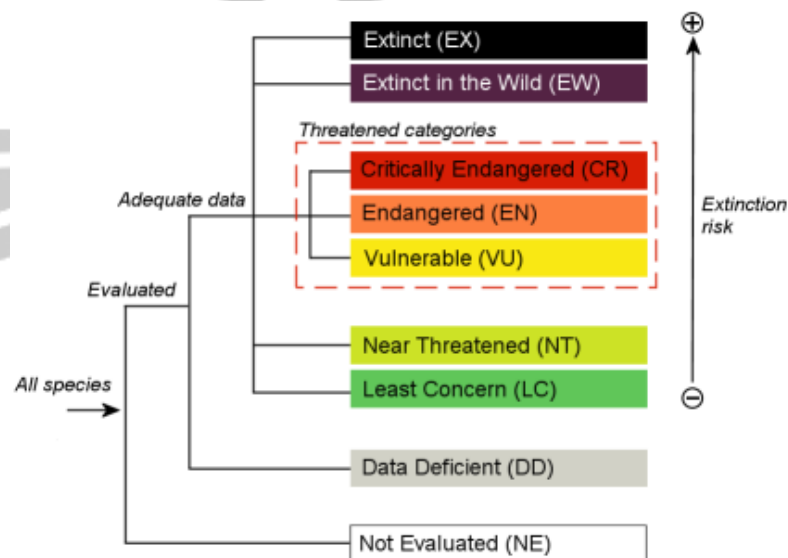 Extinct (EX)
Extinct in the Wild (EW)
Threatened categories
Critically Endangered (CR)
Adequate data
Endangered (EN)
Extinction
risk
Vulnerable (VU)
Evaluated
Near Threatened (NT)
All species
Least Concern (LC)
Data Deficient (DD)
Not Evaluated (NE)